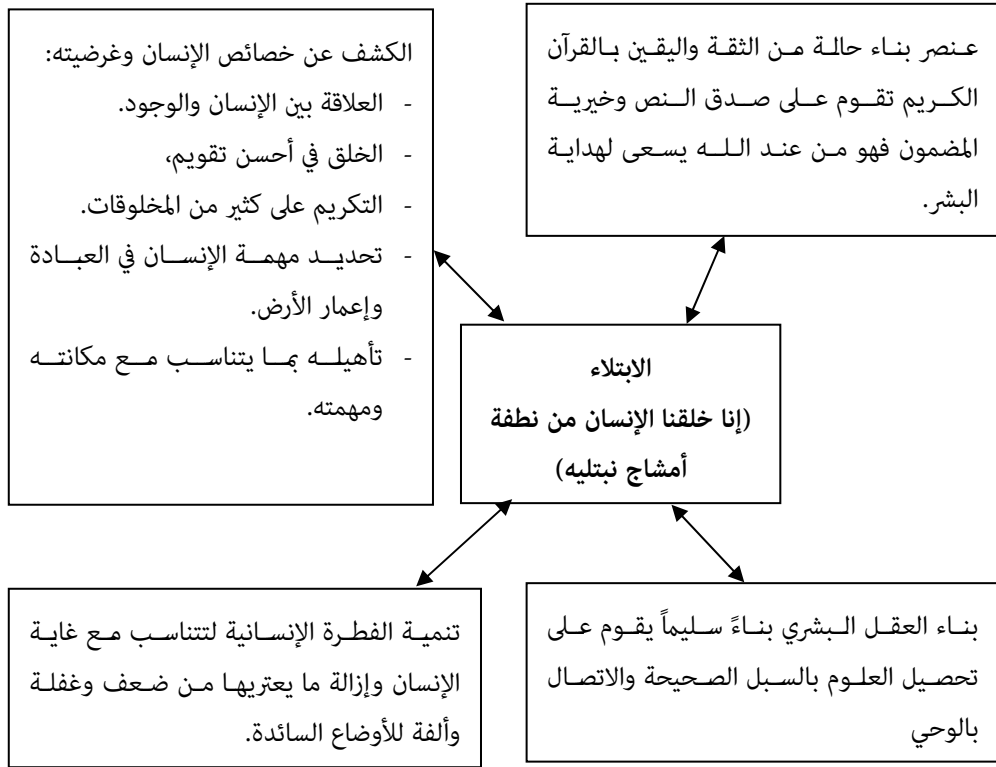 عنصر بناء حالة من الثقة واليقين بالقرآن
الكريم تقوم على صدق النص وخيرية
المضمون فهو من عند الله يسعى لهداية
البشر.
الكشف عن خصائص الإنسان وغرضيته:
- العلاقة بين الإنسان والوجود.
- الخلق في أحسن تقويم،
- التكريم على كثير من المخلوقات.
- تحديد مهمة الإنسان في العبادة
وإعمار الأرض.
- تأهيله بما يتناسب مع مكانته
ومهمته.
الابتلاء
(إنا خلقنا الإنسان من نطفة
أمشاج نبتليه)
بناء العقل البشري بناءً سليماً يقوم على
تحصيل العلوم بالسبل الصحيحة والاتصال
بالوحي
تنمية الفطرة الإنسانية لتتناسب مع غاية
الإنسان وإزالة ما يعتريها من ضعف وغفلة
وألفة للأوضاع السائدة.